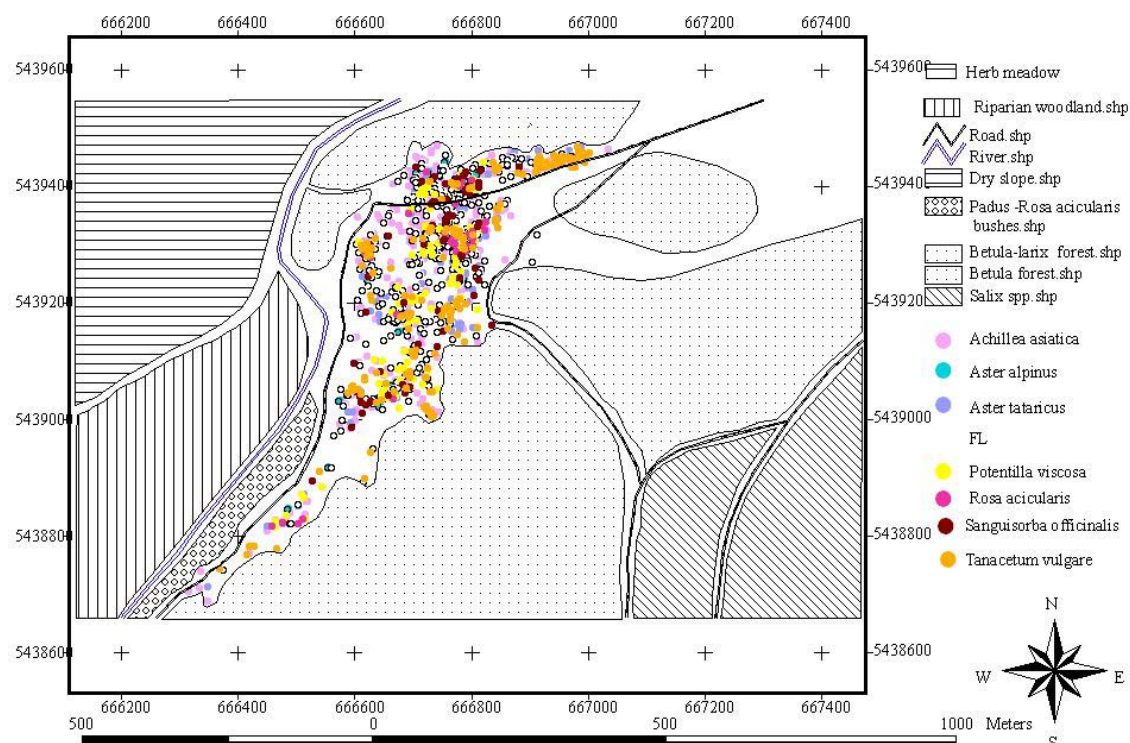 666200 666400 666600 666800 667000 667200 667400
5439600 5439600
Herb meadow
Riparian woodland.shp
Road.shp
River.shp
Dry slope.shp
5439400 5439400
Padus -Rosa acicularis
bushes.shp
Betula-larix forest.shp
Betula forest.shp
Salix spp.shp
5439200 5439200
Achillea asiatica
Aster alpinus
Aster tataricus
5439000 5439000
FL
Potentilla viscosa
Rosa acicularis
Sanguisorba officinalis
5438800 5438800
Tanacetum vulgare
N
5438600 5438600
W E
S
666200 666400 666600 666800 667000 667200 667400
500 0 500 1000 Meters